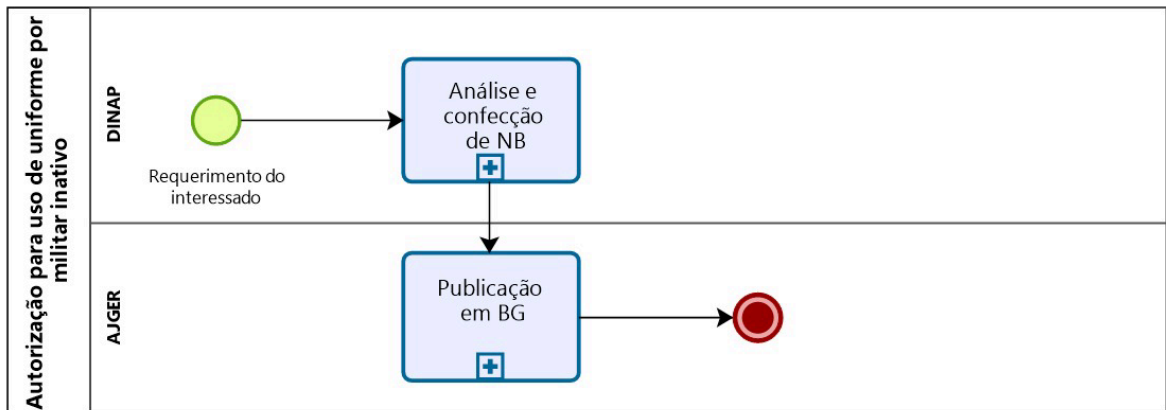 Autorização para uso de uniforme por
militar inativo
DINAP
Requerimento do
interessado
Análise e
confecção
de NB
AJGER
Publicação
em BG